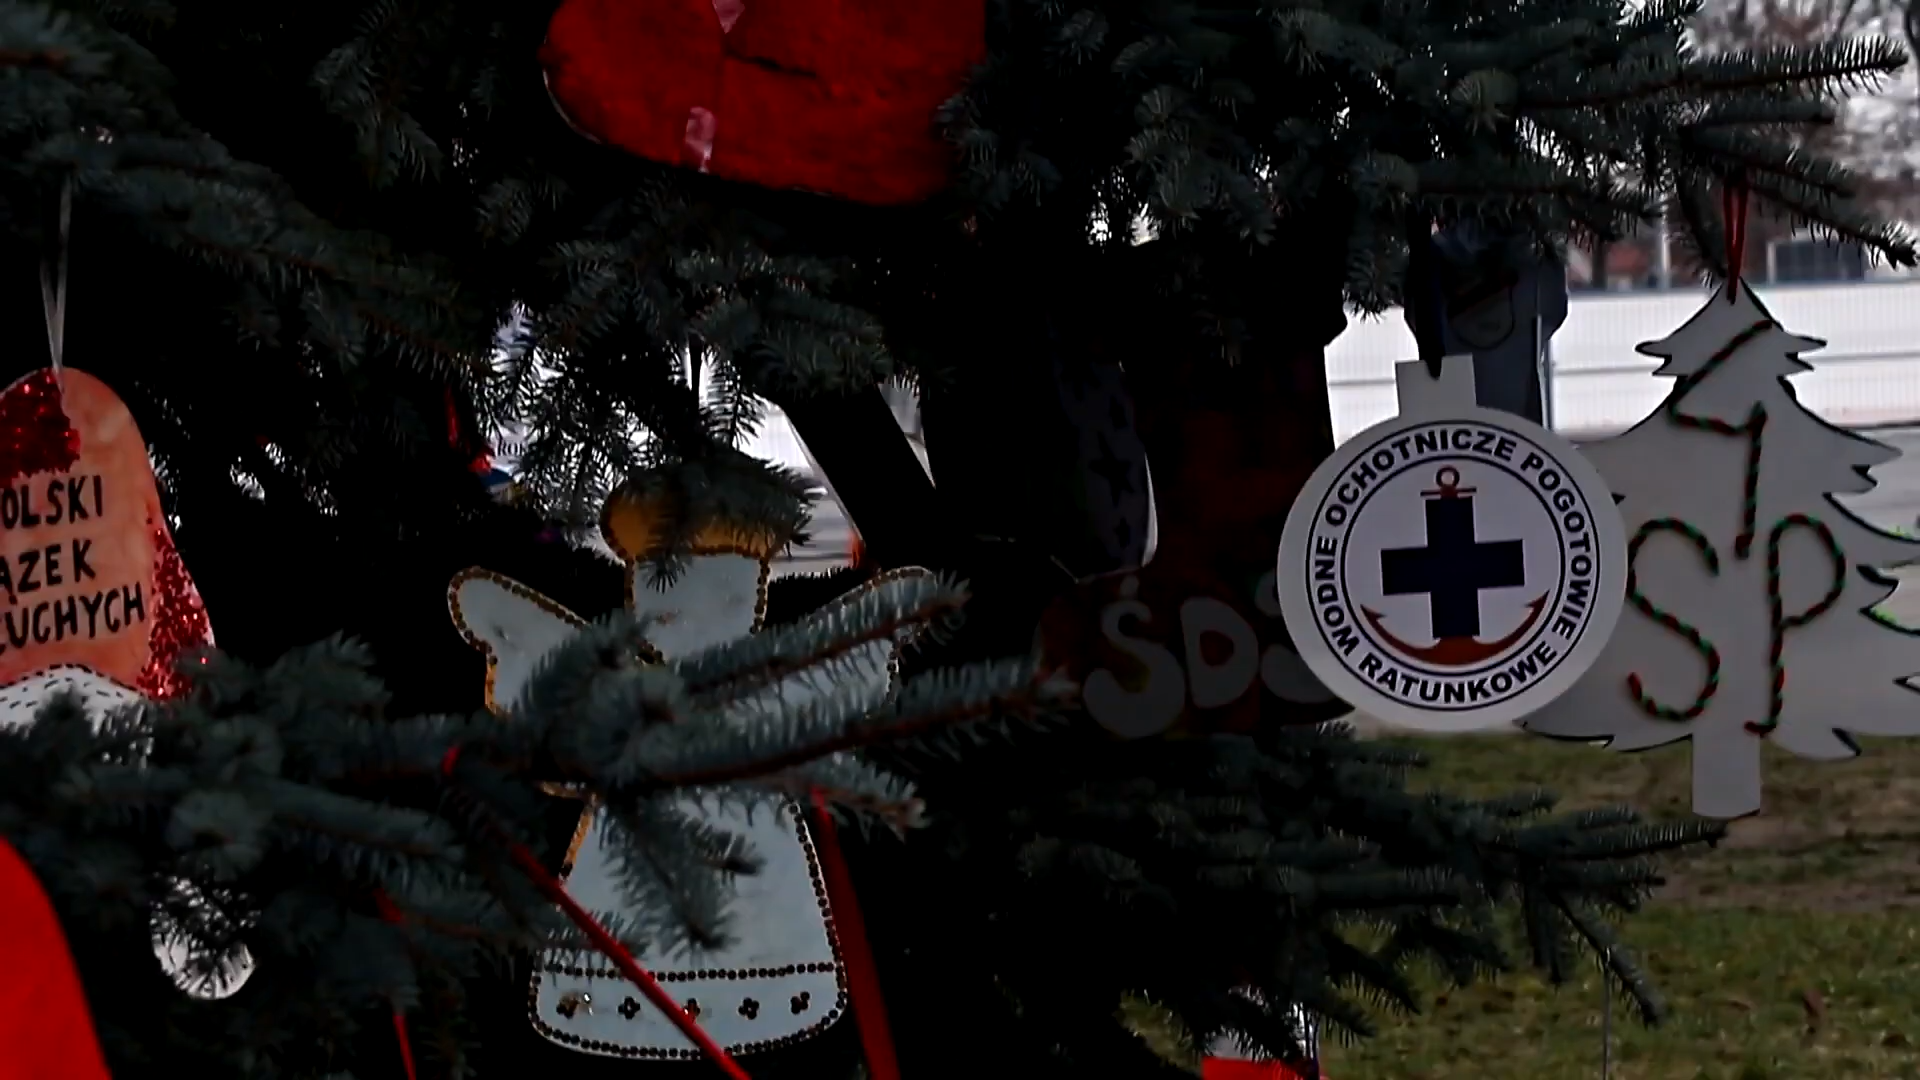 OLSKI
ĄZEK
ŁUCHYCH
ŚDS
WODNE OCHOTNICZE POGOTOWIE
RATUNKOWE
SP